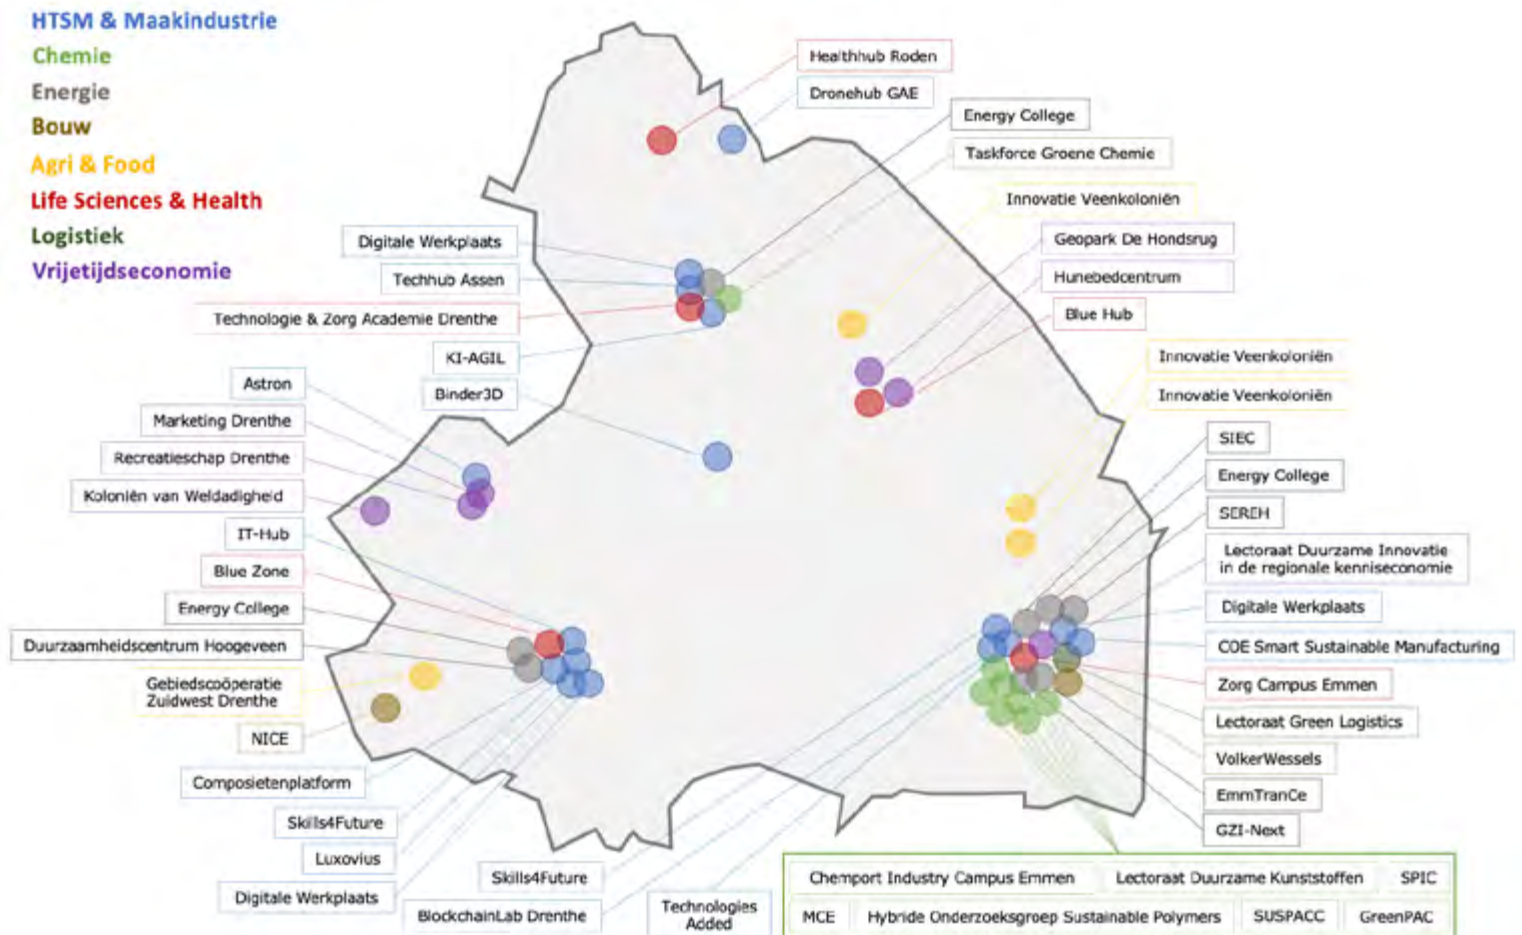 HTSM & Maakindustrie
Chemie
Energie
Bouw
Agri & Food
Life Sciences & Health
Logistiek
Vrijetijdseconomie
Healthhub Roden
Dronehub GAE
Energy College
Taskforce Groene Chemie
Innovatie Veenkoloniën
Geopark De Hondsrug
Hunebedcentrum
Blue Hub
Innovatie Veenkoloniën
Innovatie Veenkoloniën
SIEC
Energy College
SEREH
Lectoraat Duurzame Innovatie
in de regionale kenniseconomie
Digitale Werkplaats
COE Smart Sustainable Manufacturing
Zorg Campus Emmen
Lectoraat Green Logistics
VolkerWessels
EmmTranCe
GZI-Next
Digitale Werkplaats
Techhub Assen
Technologie & Zorg Academie Drenthe
KI-AGIL
Binder3D
Astron
Marketing Drenthe
Recreatieschap Drenthe
Koloniën van Weldadigheid
IT-Hub
Blue Zone
Energy College
Duurzaamheidscentrum Hoogeveen
Gebiedscoöperatie
Zuidwest Drenthe
NICE
Composietenplatform
Skills4Future
Luxovius
Digitale Werkplaats
Skills4Future
BlockchainLab Drenthe
Technologies
Added
Chemport Industry Campus Emmen
Lectoraat Duurzame Kunststoffen
SPIC
MCE
Hybride Onderzoeksgroep Sustainable Polymers
SUSPACC
GreenPAC